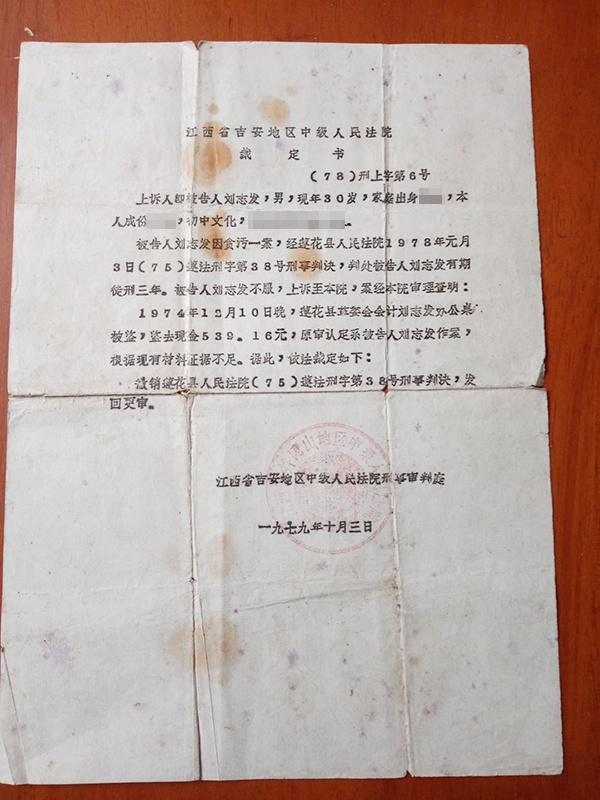 江西省吉安地区中级人民法院
裁定书
(78)刑上字第6号
上诉人即被告人刘志发，男，现年30岁，家庭出身，本
人成份，初中文化，
被告人刘志发因贪污一案，经莲花县人民法院1978年元月
3日(75)莲法刑字第38号刑事判决，判处被告人刘志发有期
徒刑三年。被告人刘志发不服，上诉至本院，案经本院审理查明：
1974年12月10日晚，莲花县革委会会计刘志发办公桌
被盗，盗去现金539.16元，原审认定系被告人刘志发作案，
根据现有材料证据不足。据此，依法裁定如下：
撤销莲花县人民法院(75)莲法刑字第38号刑事判决，发
回更审。
山地区中级
江西省吉安地区中级人民法院刑事审判庭
一九七九年十月三日